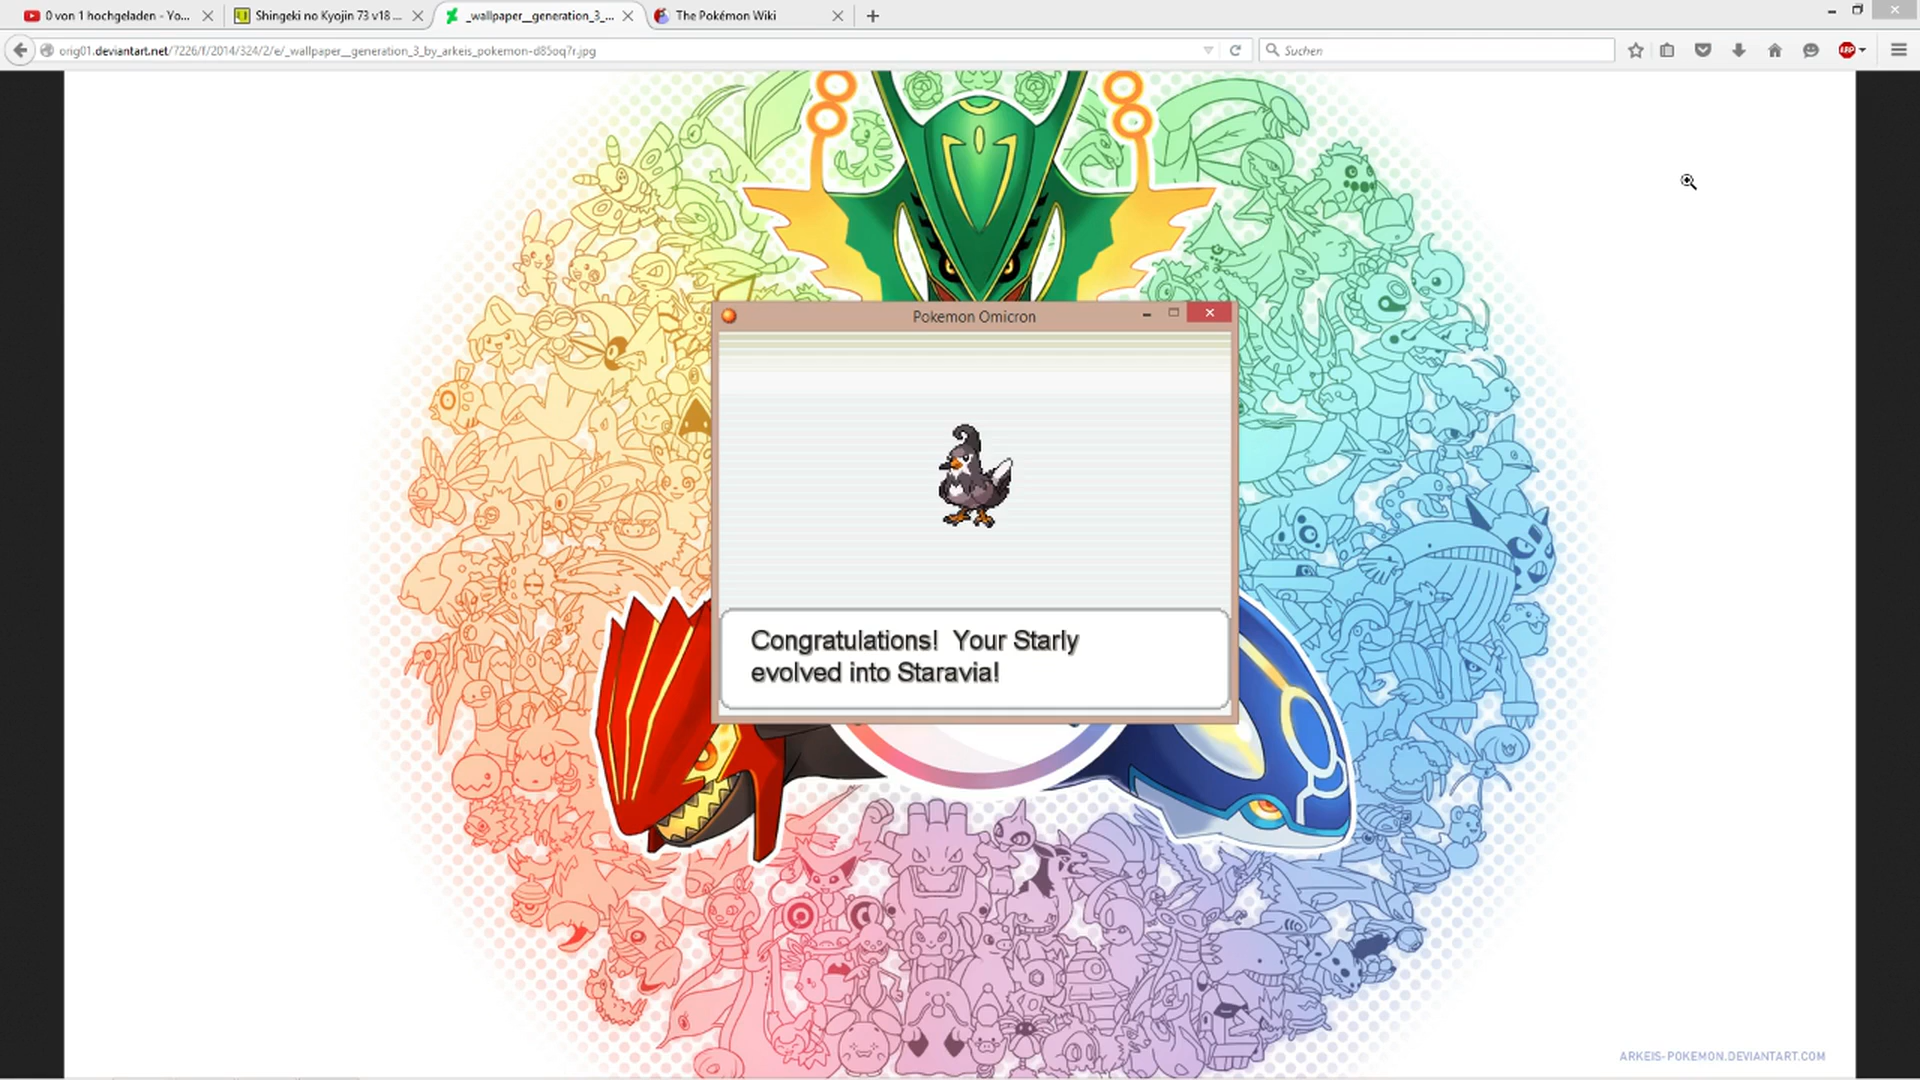 0 von 1 hochgeladen - Yo...
Shingeki no Kyojin 73 v18 ...
_wallpaper__generation_3_...
The Pokémon Wiki
orig01.deviantart.net/7226/f/2014/324/2/e/_wallpaper__generation_3_by_arkeis_pokemon-d85oq7r.jpg
Suchen
ABP
Pokemon Omicron
Congratulations! Your Starly
evolved into Staravia!
ARKEIS-POKEMON.DEVIANTART.COM